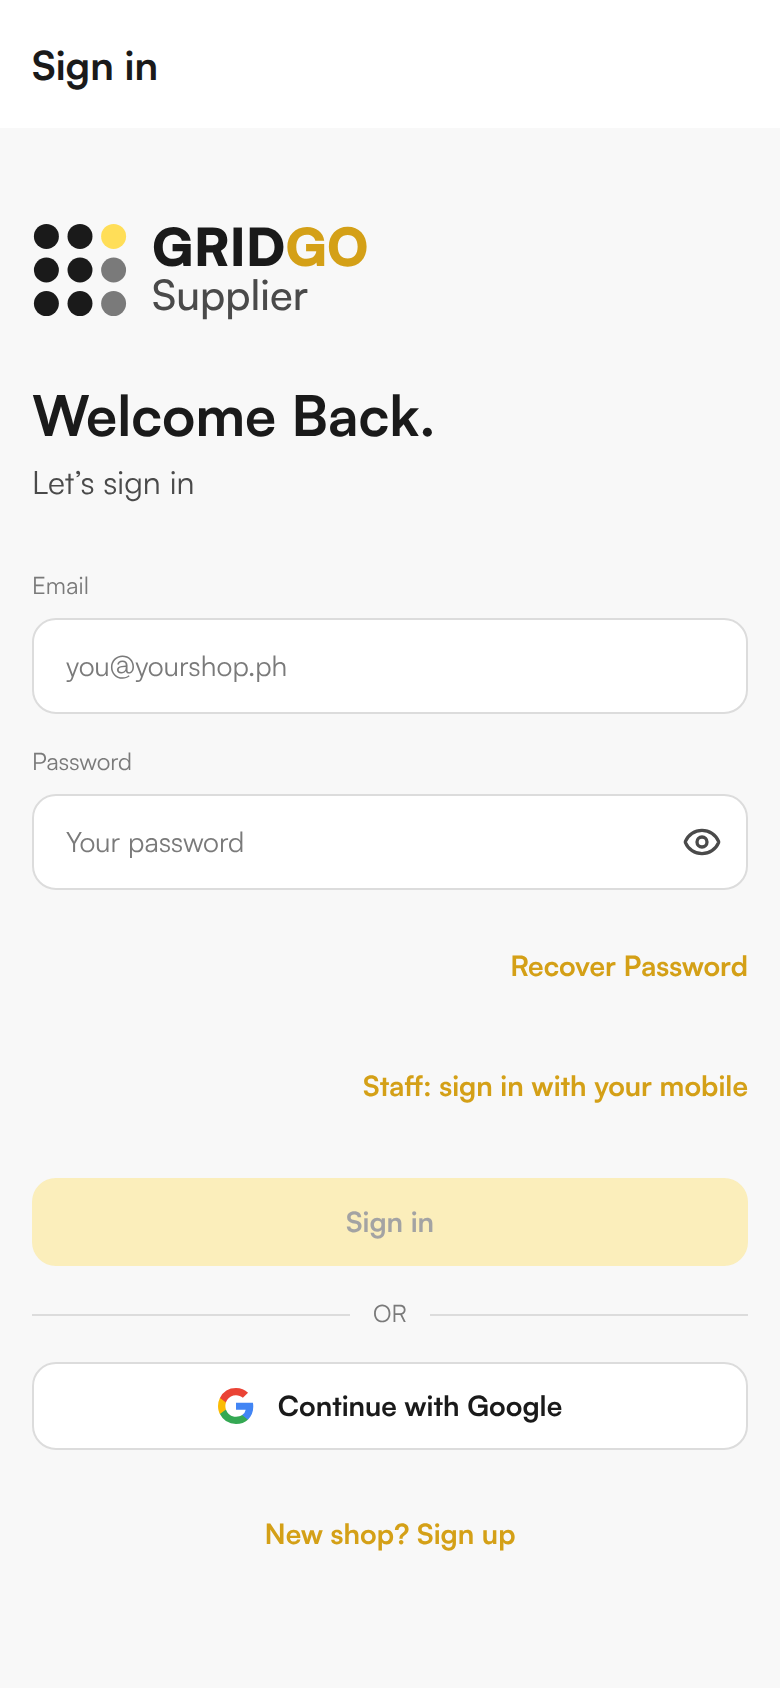 Sign in
GRIDGO
Supplier
Welcome Back.
Let’s sign in
Email
you@yourshop.ph
Password
Your password
Recover Password
Staff: sign in with your mobile
Sign in
OR
Continue with Google
New shop? Sign up